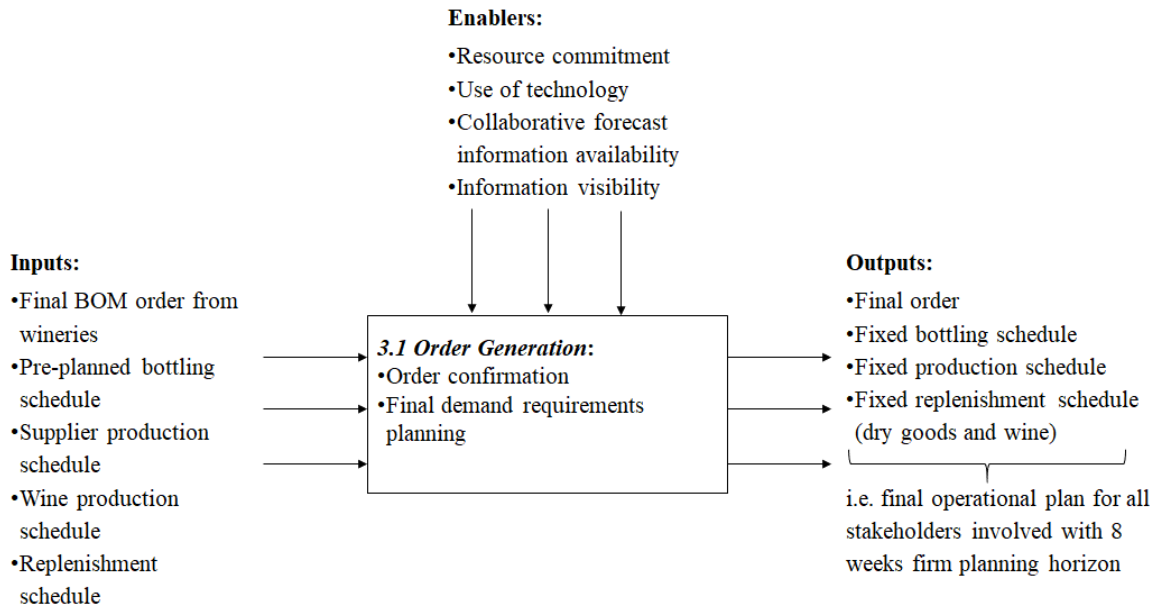 Enablers:
•Resource commitment
•Use of technology
•Collaborative forecast
information availability
•Information visibility
Inputs:
•Final BOM order from
wineries
•Pre-planned bottling
schedule
•Supplier production
schedule
•Wine production
schedule
•Replenishment
schedule
3.1 Order Generation:
•Order confirmation
•Final demand requirements
planning
Outputs:
•Final order
•Fixed bottling schedule
•Fixed production schedule
•Fixed replenishment schedule
(dry goods and wine)
i.e. final operational plan for all
stakeholders involved with 8
weeks firm planning horizon